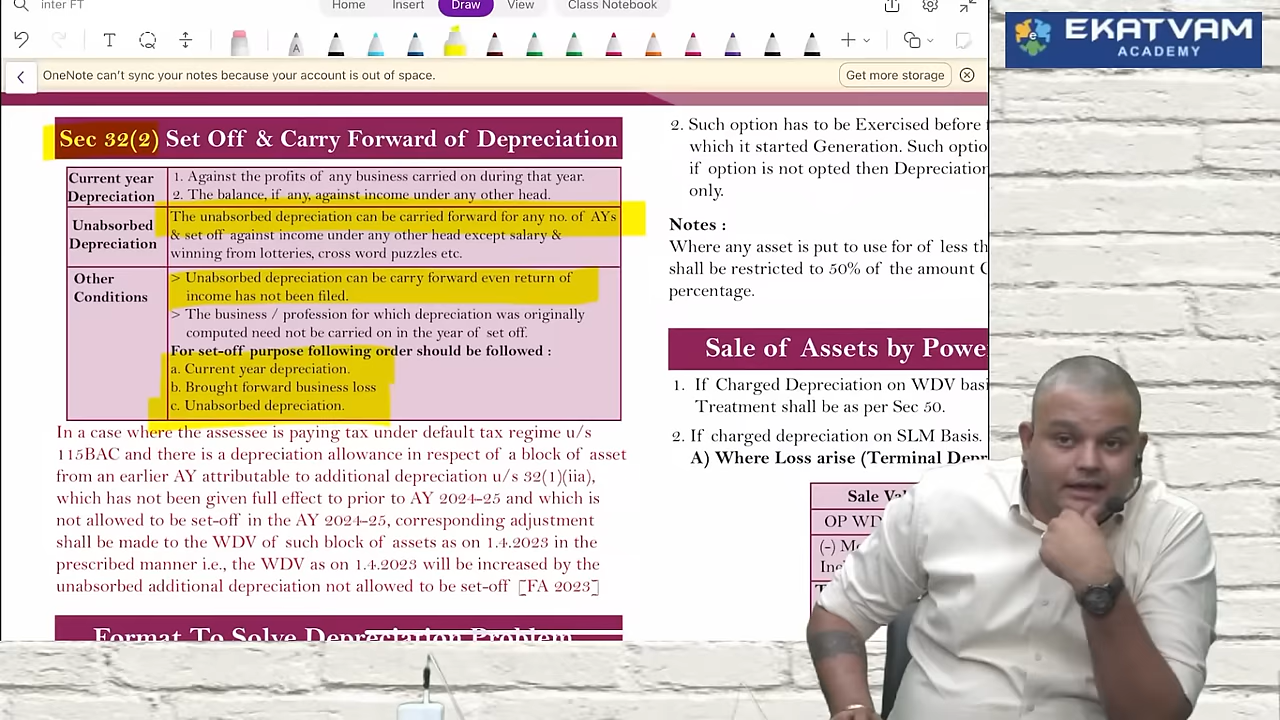 inter FT
Home Insert Draw View Class Notebook
OneNote can't sync your notes because your account is out of space.
Get more storage
EKATVAM
ACADEMY
Sec 32(2) Set Off & Carry Forward of Depreciation
Current year
Depreciation
1. Against the profits of any business carried on during that year.
2. The balance, if any, against income under any other head.
Unabsorbed
Depreciation
The unabsorbed depreciation can be carried forward for any no. of AYs
& set off against income under any other head except salary &
winning from lotteries, cross word puzzles etc.
Other
Conditions
> Unabsorbed depreciation can be carry forward even return of
income has not been filed.
> The business / profession for which depreciation was originally
computed need not be carried on in the year of set off.
For set-off purpose following order should be followed :
a. Current year depreciation.
b. Brought forward business loss
c. Unabsorbed depreciation.
In a case where the assessee is paying tax under default tax regime u/s
115BAC and there is a depreciation allowance in respect of a block of asset
from an earlier AY attributable to additional depreciation u/s 32(1)(iia),
which has not been given full effect to prior to AY 2024-25 and which is
not allowed to be set-off in the AY 2024-25, corresponding adjustment
shall be made to the WDV of such block of assets as on 1.4.2023 in the
prescribed manner i.e., the WDV as on 1.4.2023 will be increased by the
unabsorbed additional depreciation not allowed to be set-off [FA 2023]
Format To Solve Depreciation Problem
2. Such option has to be Exercised before
which it started Generation. Such optio
if option is not opted then Depreciation
only.
Notes :
Where any asset is put to use for of less th
shall be restricted to 50% of the amount
percentage.
Sale of Assets by Powe
1. If Charged Depreciation on WDV basi
Treatment shall be as per Sec 50.
2. If charged depreciation on SLM Basis.
A) Where Loss arise (Terminal Depr
Sale Val
OP WD
(-) Mo
Inc